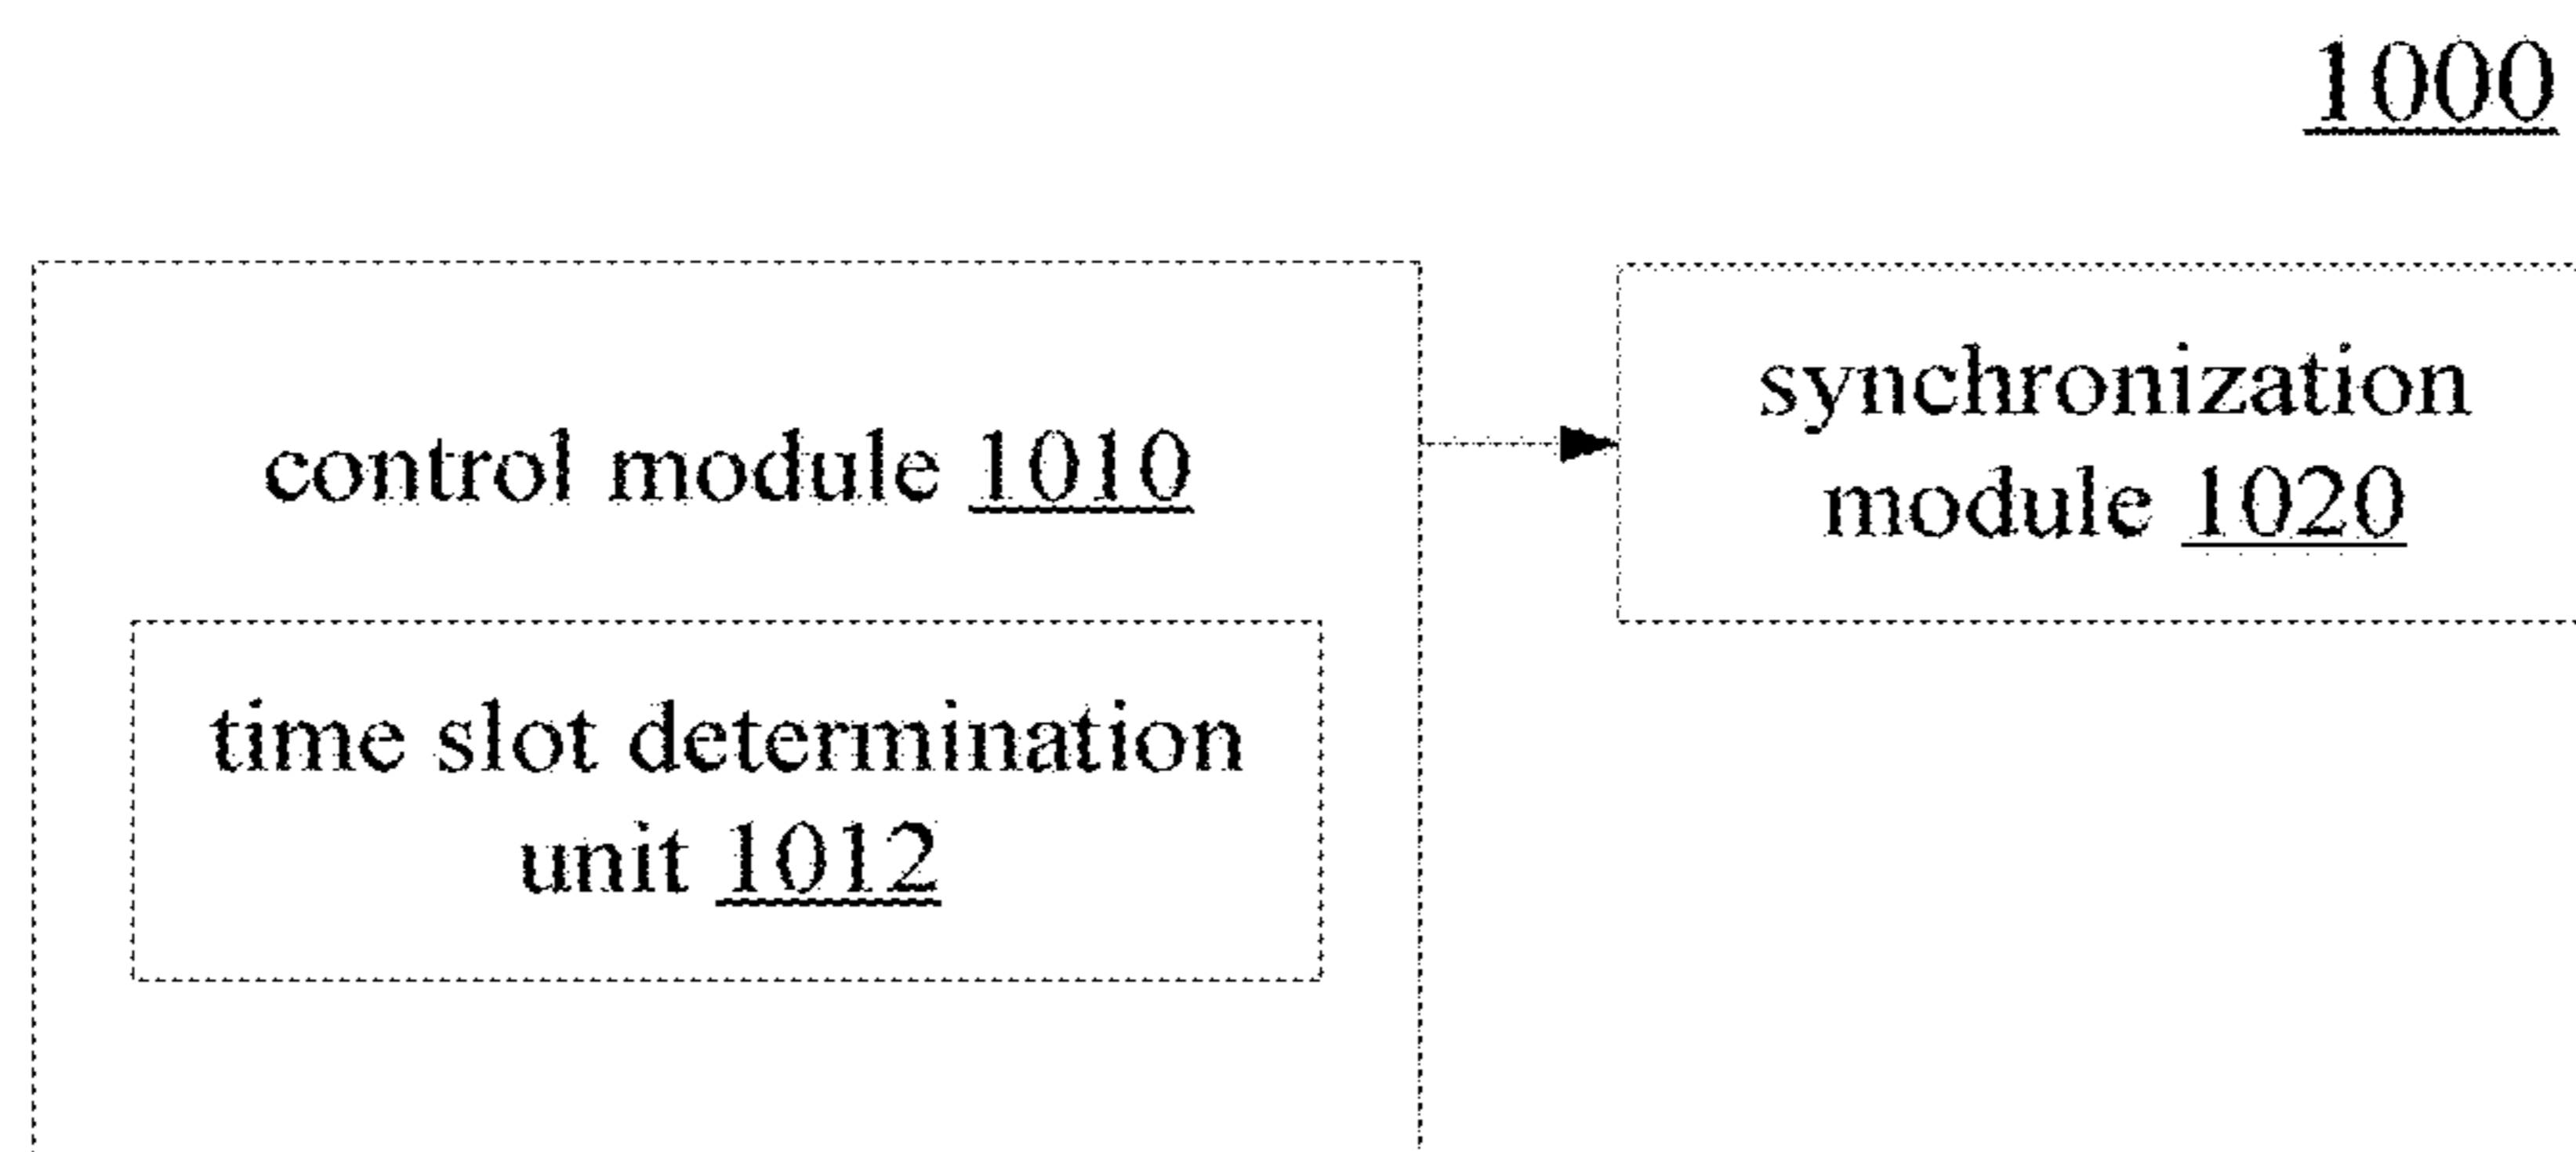 1000
control module 1010
synchronization
module 1020
time slot determination
unit 1012